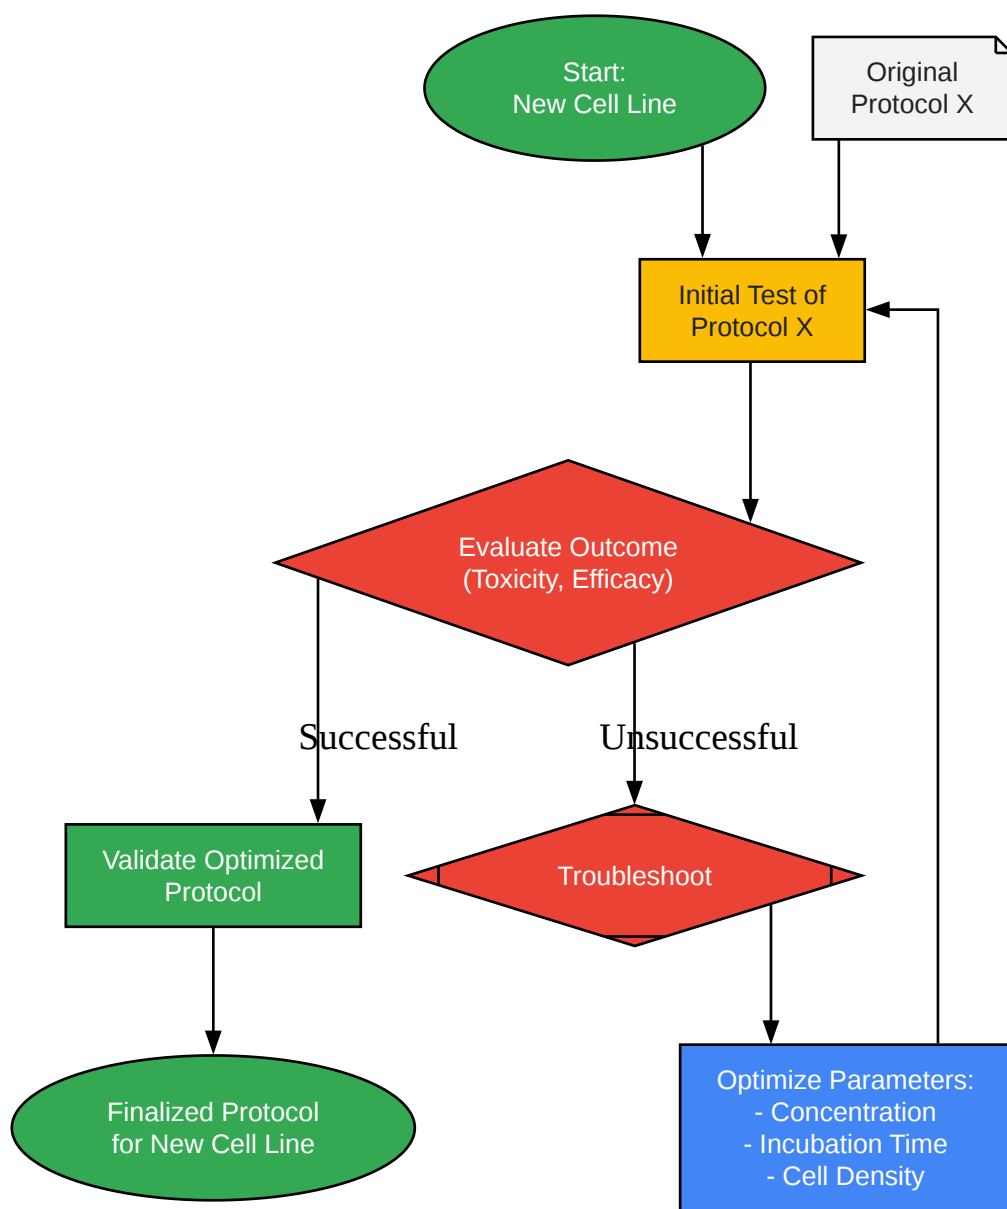 Start:
New Cell Line
Original
Protocol X
Initial Test of
Protocol X
Evaluate Outcome
(Toxicity, Efficacy)
Successful
Unsuccessful
Validate Optimized
Protocol
Troubleshoot
Finalized Protocol
for New Cell Line
Optimize Parameters:
- Concentration
- Incubation Time
- Cell Density